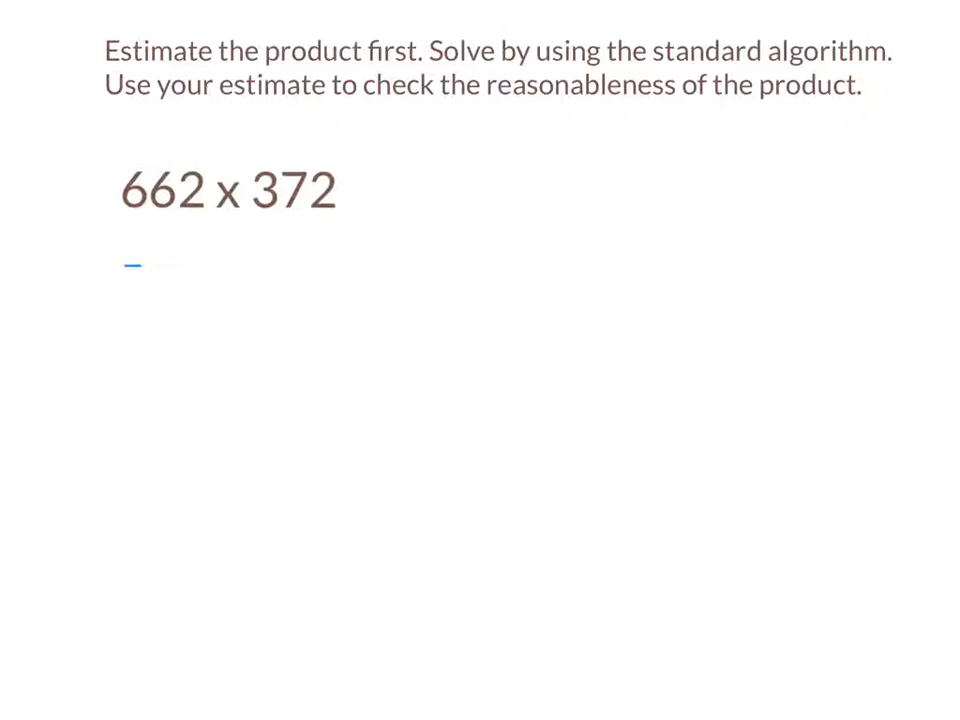 Estimate the product first. Solve by using the standard algorithm.
Use your estimate to check the reasonableness of the product.
662 x 372